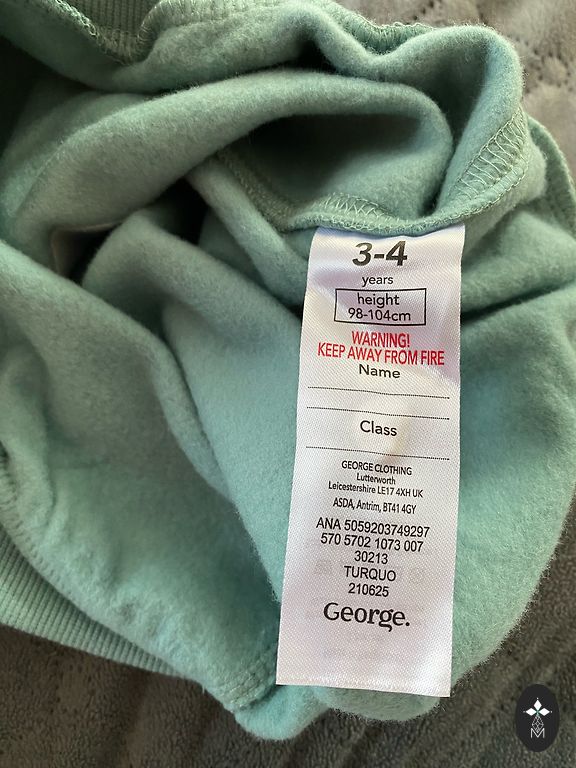 3-4
years
height
98-104cm
WARNING!
KEEP AWAY FROM FIRE
Name
Class
GEORGE CLOTHING
Lutterworth
Leicestershire LE17 4XH UK
ASDA, Antrim, BT41 4GY
ANA 5059203749297
570 5702 1073 007
30213
TURQUO
210625
George.
M